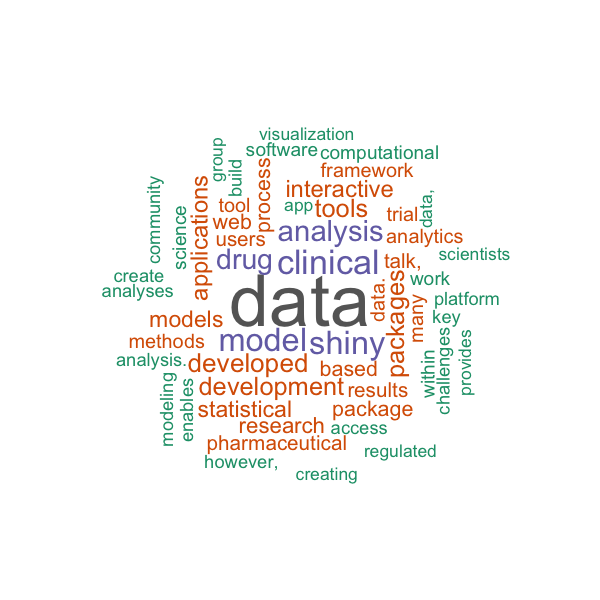 visualization
software
computational
group
build
process
framework
interactive
community
science
applications
tool
app
tools
trial
data,
web
users
analysis
analytics
scientists
drug
clinical
talk,
create
analyses
data
data.
packages
work
many
platform
key
models
model
shiny
methods
analysis.
developed
based
within
challenges
provides
modeling
enables
development
results
statistical
package
research
access
pharmaceutical
regulated
however,
creating